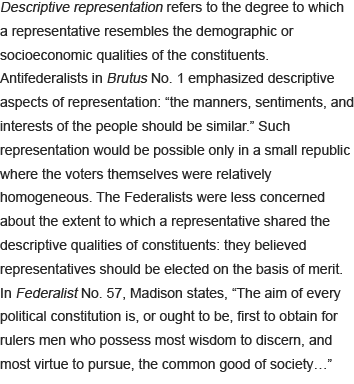 Descriptive representation refers to the degree to which
a representative resembles the demographic or
socioeconomic qualities of the constituents.
Antifederalists in Brutus No. 1 emphasized descriptive
aspects of representation: “the manners, sentiments, and
interests of the people should be similar.” Such
representation would be possible only in a small republic
where the voters themselves were relatively
homogeneous. The Federalists were less concerned
about the extent to which a representative shared the
descriptive qualities of constituents: they believed
representatives should be elected on the basis of merit.
In Federalist No. 57, Madison states, “The aim of every
political constitution is, or ought to be, first to obtain for
rulers men who possess most wisdom to discern, and
most virtue to pursue, the common good of society…”